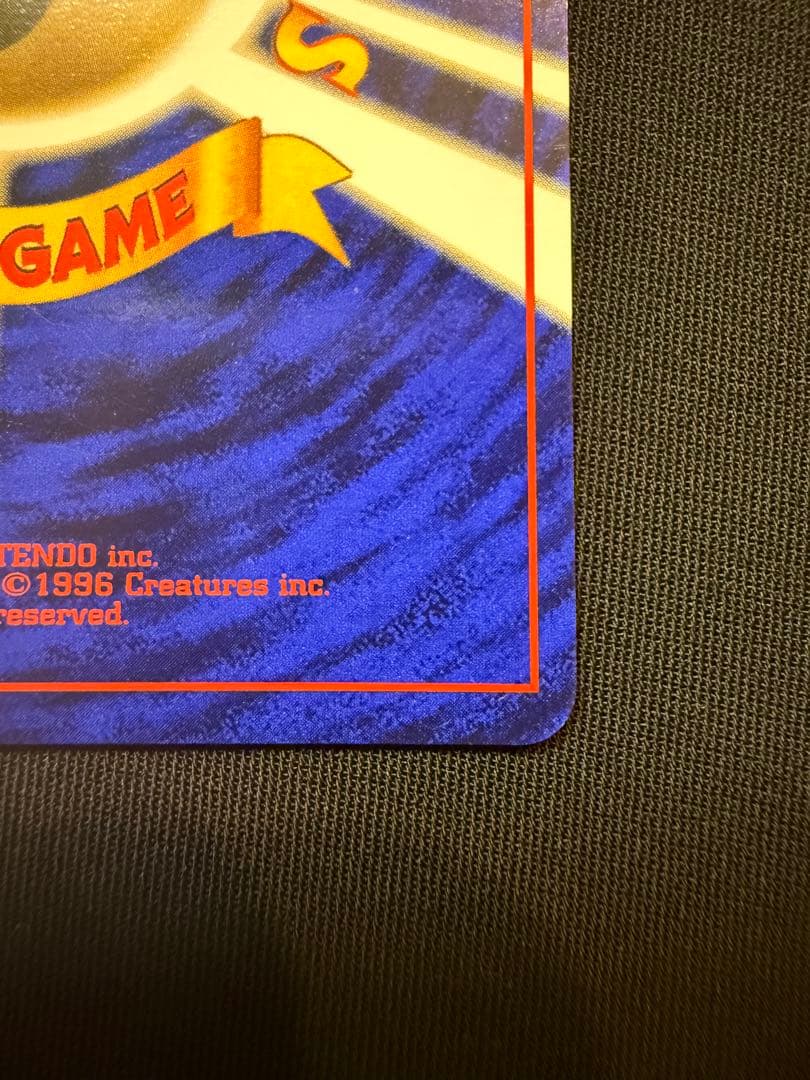 S
GAME
TENDO inc.
©1996 Creatures inc.
reserved.